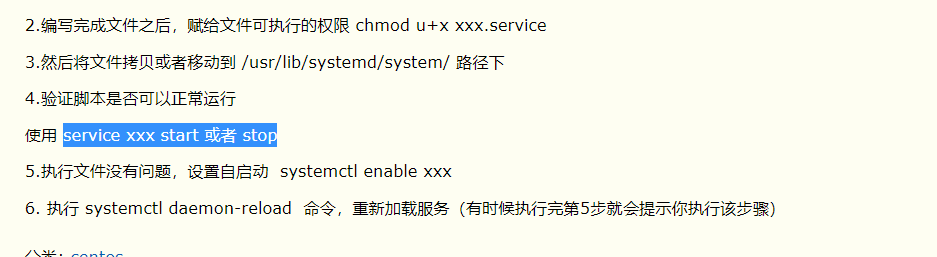 2.编写完成文件之后，赋给文件可执行的权限 chmod u+x xxx.service
3.然后将文件拷贝或者移动到 /usr/lib/systemd/system/ 路径下
4.验证脚本是否可以正常运行
使用 service xxx start 或者 stop
5.执行文件没有问题，设置自启动  systemctl enable xxx
6. 执行 systemctl daemon-reload  命令，重新加载服务（有时候执行完第5步就会提示你执行该步骤）
分类: centos